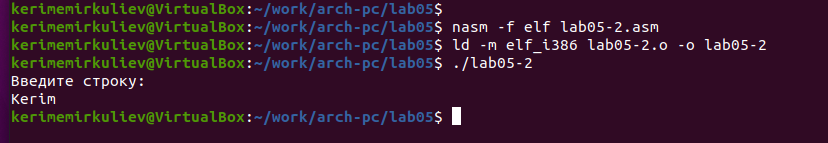 kerimemirkuliev@VirtualBox:~/work/arch-pc/lab05$
kerimemirkuliev@VirtualBox:~/work/arch-pc/lab05$ nasm -f elf lab05-2.asm
kerimemirkuliev@VirtualBox:~/work/arch-pc/lab05$ ld -m elf_i386 lab05-2.o -o lab05-2
kerimemirkuliev@VirtualBox:~/work/arch-pc/lab05$ ./lab05-2
Введите строку:
Kerim
kerimemirkuliev@VirtualBox:~/work/arch-pc/lab05$